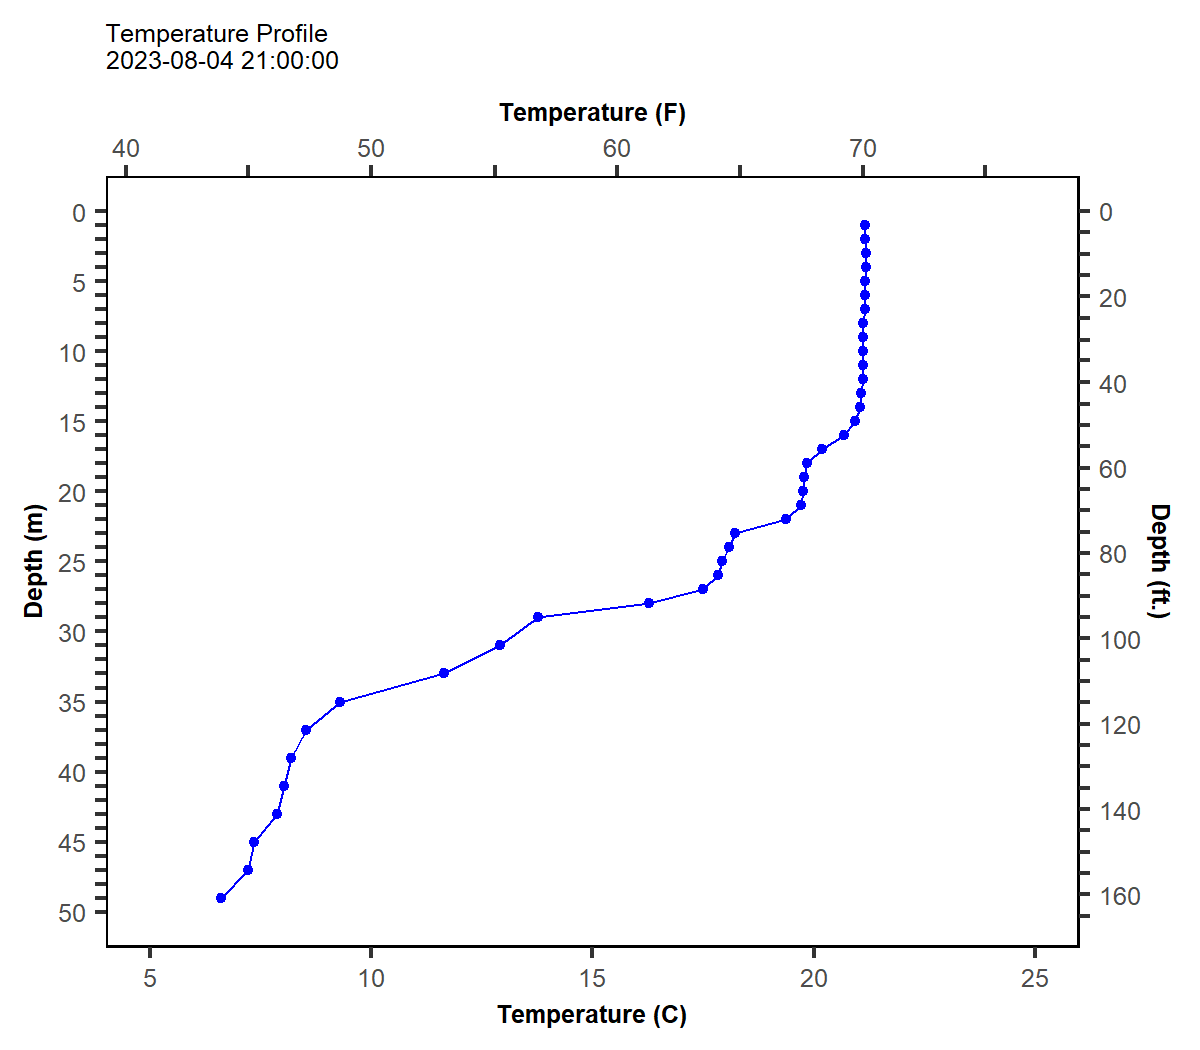 Temperature Profile
2023-08-04 21:00:00
Temperature (F)
40 50 60 70
0 5 10 15 20 25 30 35 40 45 50
Depth (m)
0 20 40 60 80 100 120 140 160
Depth (ft.)
5 10 15 20 25
Temperature (C)